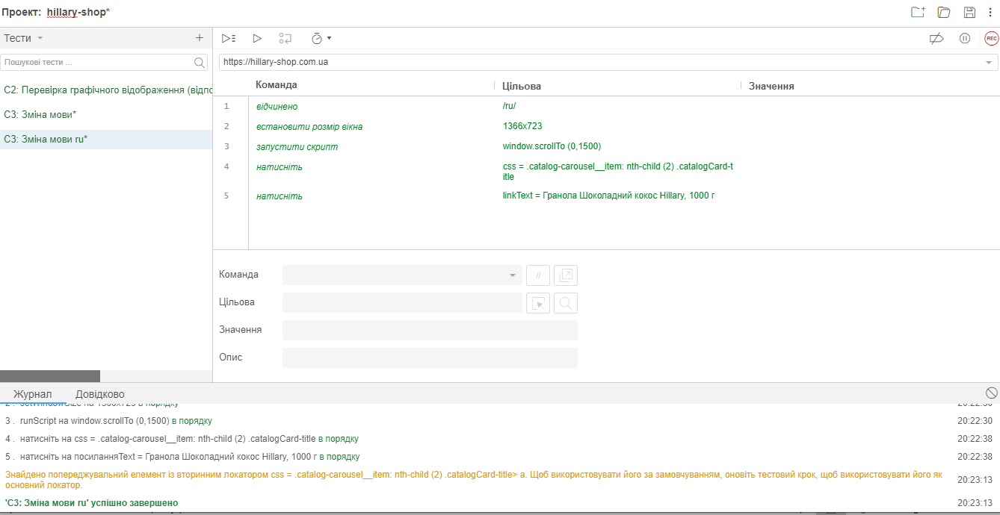 Проект: hillary-shop*
Тести
Пошукові тести ...
C2: Перевірка графічного відображення (відпо
C3: Зміна мови*
C3: Зміна мови ru*
REC
https://hillary-shop.com.ua
Команда Цільова Значення
1 відчинено /ru/
2 встановити розмір вікна 1366x723
3 запустити скрипт window.scrollTo (0,1500)
4 натисніть css = .catalog-carousel__item: nth-child (2) .catalogCard-t
itle
5 натисніть linkText = Гранола Шоколадний кокос Hillary, 1000 г
Команда //
Цільова
Значення
Опис
Журнал Довідково
2 . setWindowSize на 1366x723 в порядку 20:22:30
3 . runScript на window.scrollTo (0,1500) в порядку 20:22:30
4 . натисніть на css = .catalog-carousel__item: nth-child (2) .catalogCard-title в порядку 20:22:38
5 . натисніть на посиланняText = Гранола Шоколадний кокос Hillary, 1000 г в порядку 20:22:38
Знайдено попереджувальний елемент із вторинним локатором css = .catalog-carousel__item: nth-child (2) .catalogCard-title> a. Щоб використовувати його за замовчуванням, оновіть тестовий крок, щоб використовувати його як
основний локатор. 20:23:13
'C3: Зміна мови ru' успішно завершено 20:23:13